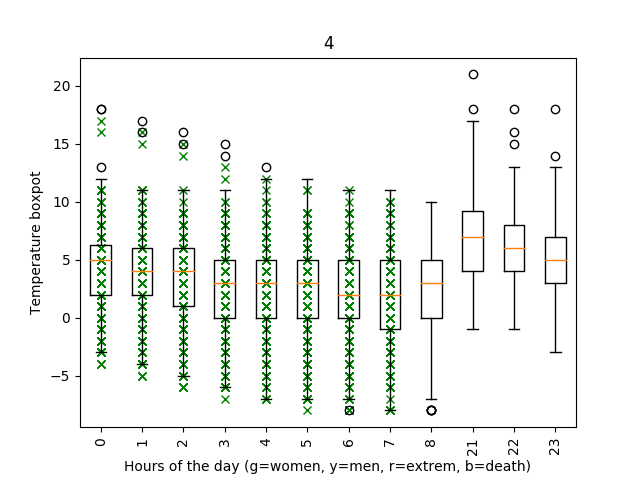 4
Temperature boxpot
20
15
10
5
0
−5
0 1 2 3 4 5 6 7 8 21 22 23
Hours of the day (g=women, y=men, r=extrem, b=death)